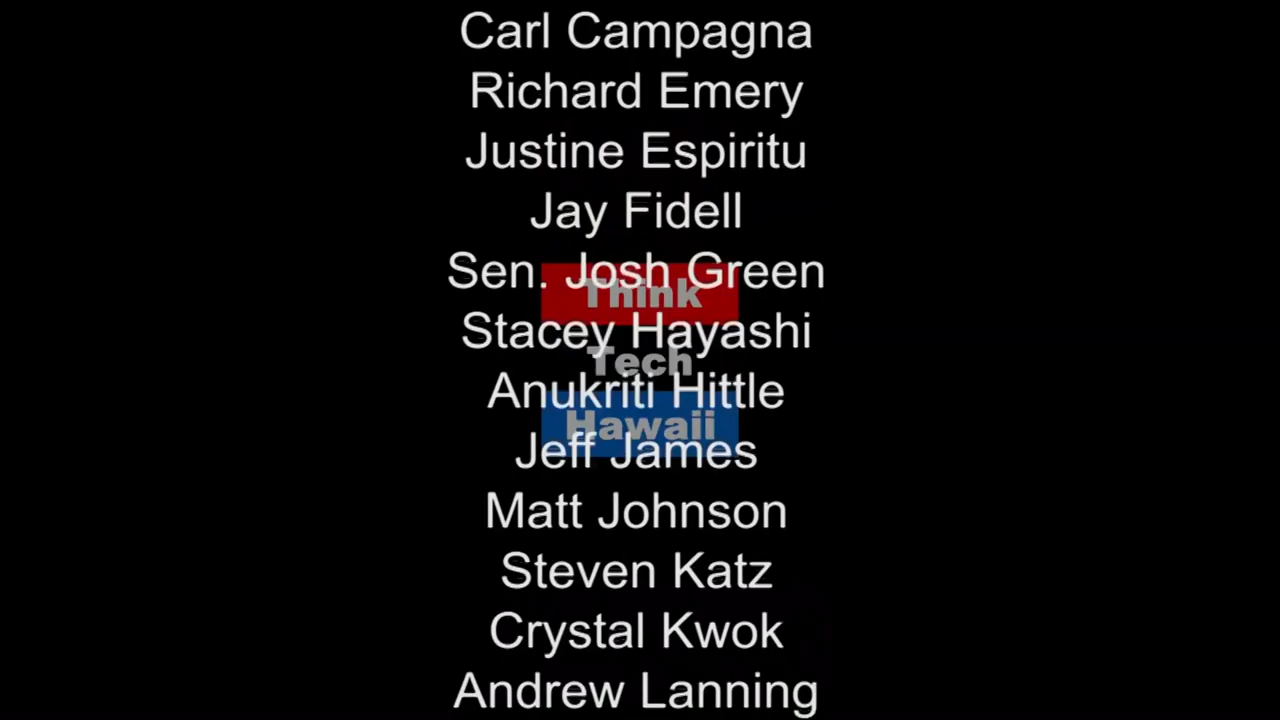 Carl Campagna
Richard Emery
Justine Espiritu
Jay Fidell
Sen. Josh Green
Think
Stacey Hayashi
Tech
Anukriti Hittle
Hawaii
Jeff James
Matt Johnson
Steven Katz
Crystal Kwok
Andrew Lanning